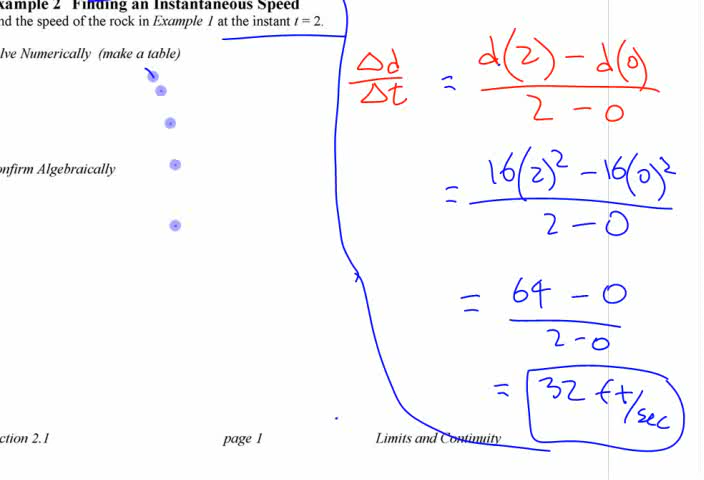 xample 2 Finding an Instantaneous Speed
nd the speed of the rock in Example 1 at the instant t = 2.
lve Numerically (make a table)
Δd/Δt = (d(2) - d(0))/(2 - 0)
onfirm Algebraically
= (16(2)² - 16(0)²)/(2 - 0)
= (64 - 0)/(2 - 0)
= 32 ft/sec
ction 2.1 page 1 Limits and Continuity